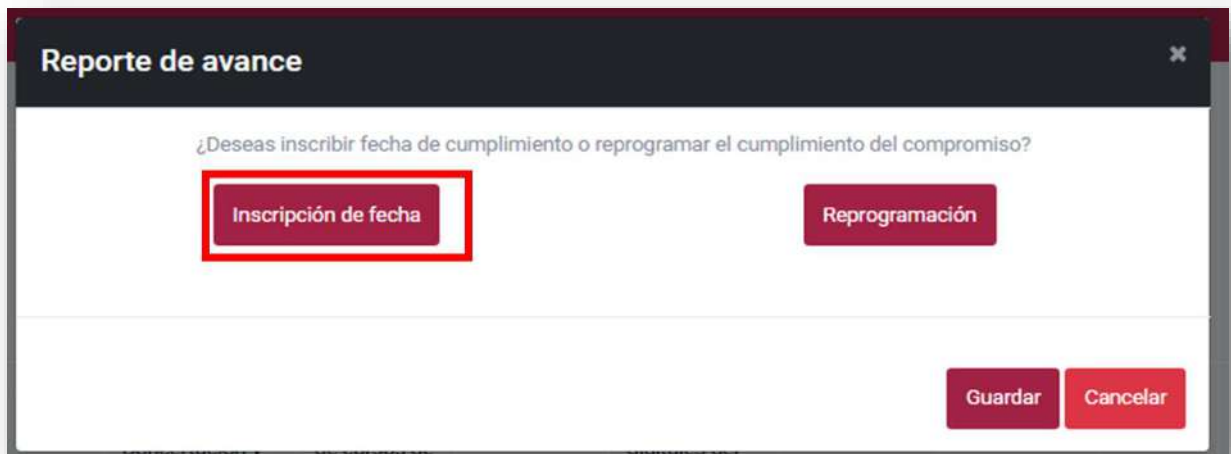 Reporte de avance
¿Deseas inscribir fecha de cumplimiento o reprogramar el cumplimiento del compromiso?
Inscripción de fecha
Reprogramación
Guardar Cancelar